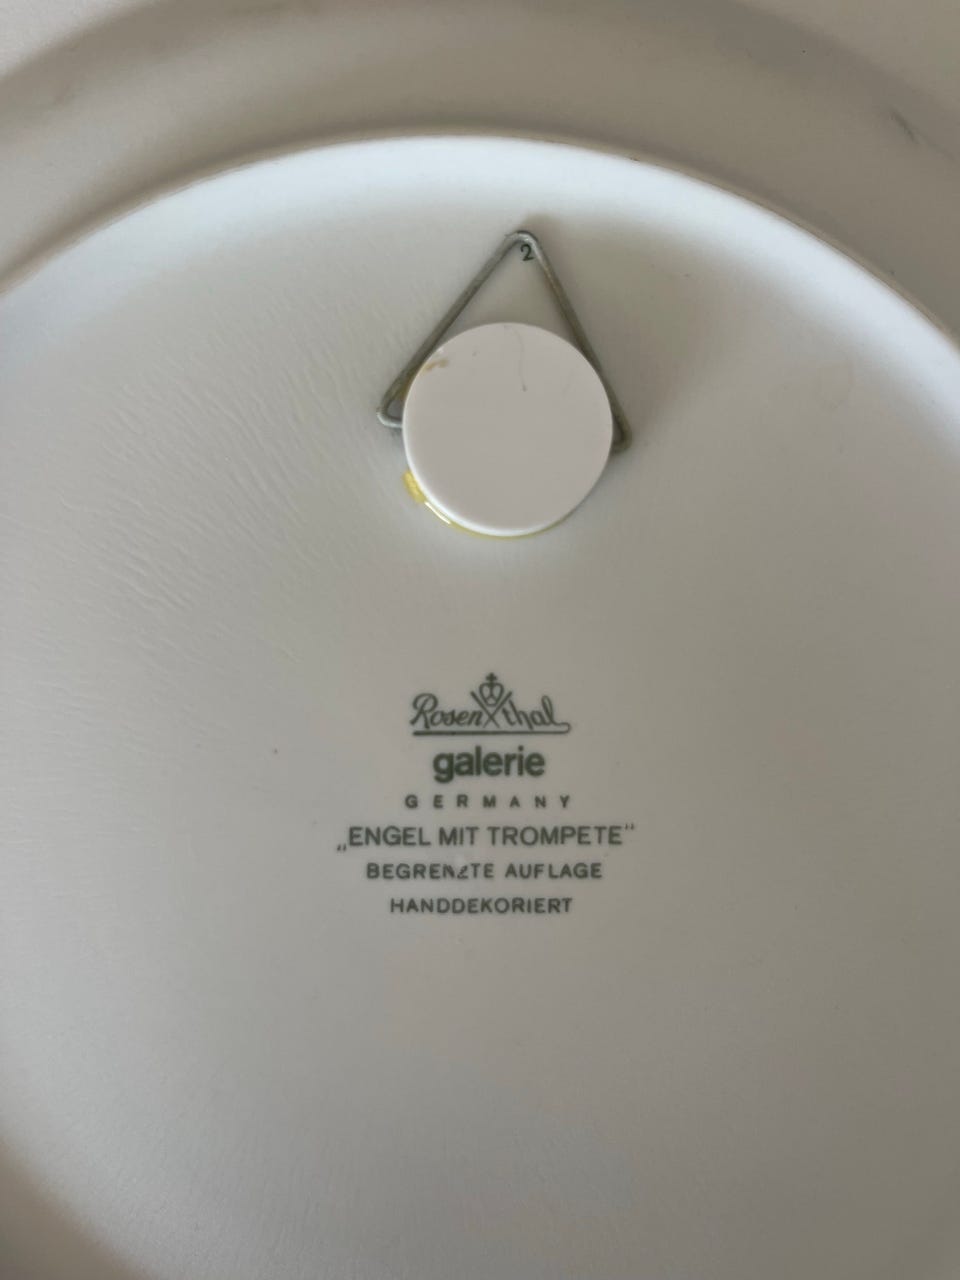 2
Rosenthal
galerie
GERMANY
„ENGEL MIT TROMPETE"
BEGRENZTE AUFLAGE
HANDDEKORIERT